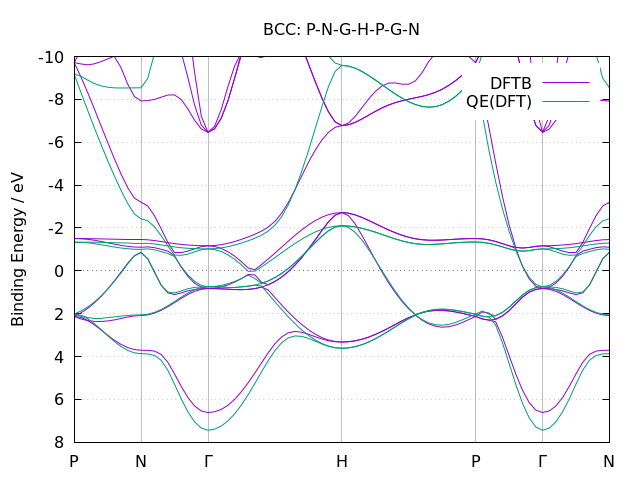 BCC: P-N-G-H-P-G-N
-10
-8
-6
-4
-2
0
2
4
6
8
Binding Energy / eV
DFTB
QE(DFT)
P N Γ H P Γ N